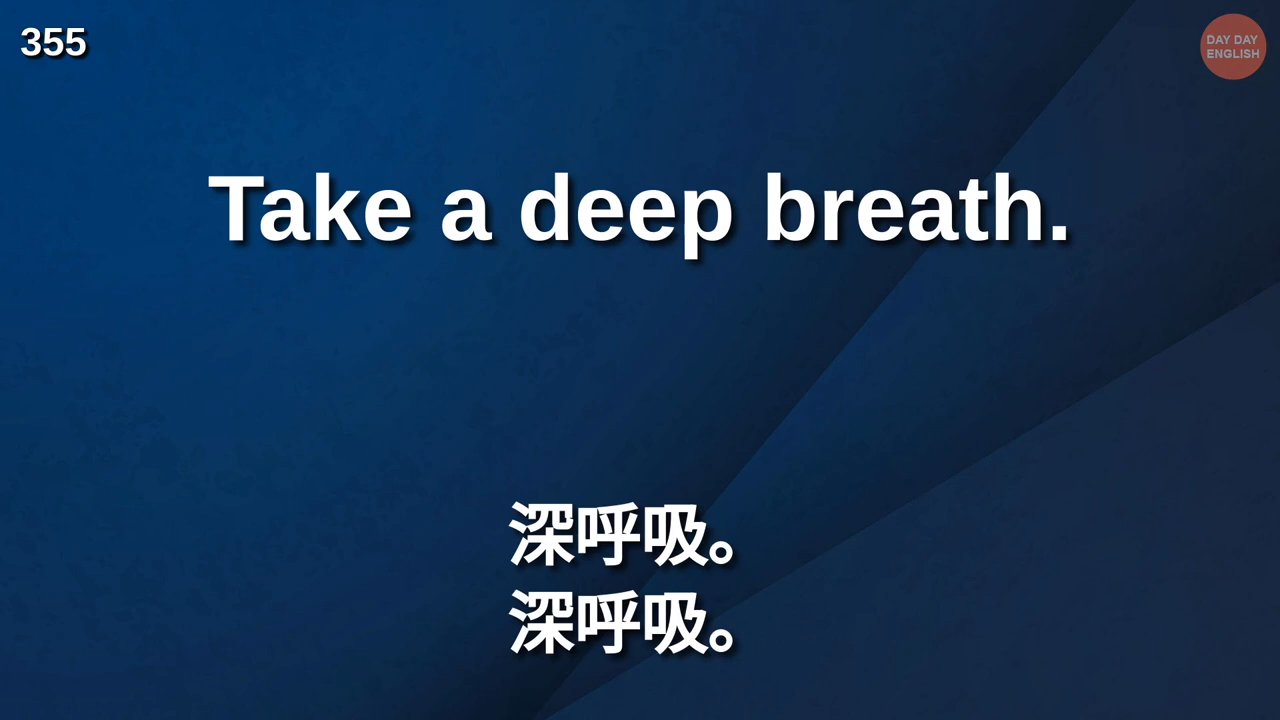 355
DAY DAY
ENGLISH
Take a deep breath.
深呼吸。
深呼吸。